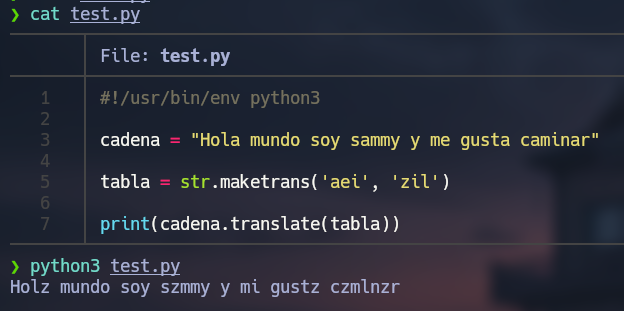 ❯ cat test.py
File: test.py
1 #!/usr/bin/env python3
2
3 cadena = "Hola mundo soy sammy y me gusta caminar"
4
5 tabla = str.maketrans('aei', 'zil')
6
7 print(cadena.translate(tabla))
❯ python3 test.py
Holz mundo soy szmmy y mi gustz czmlnzr